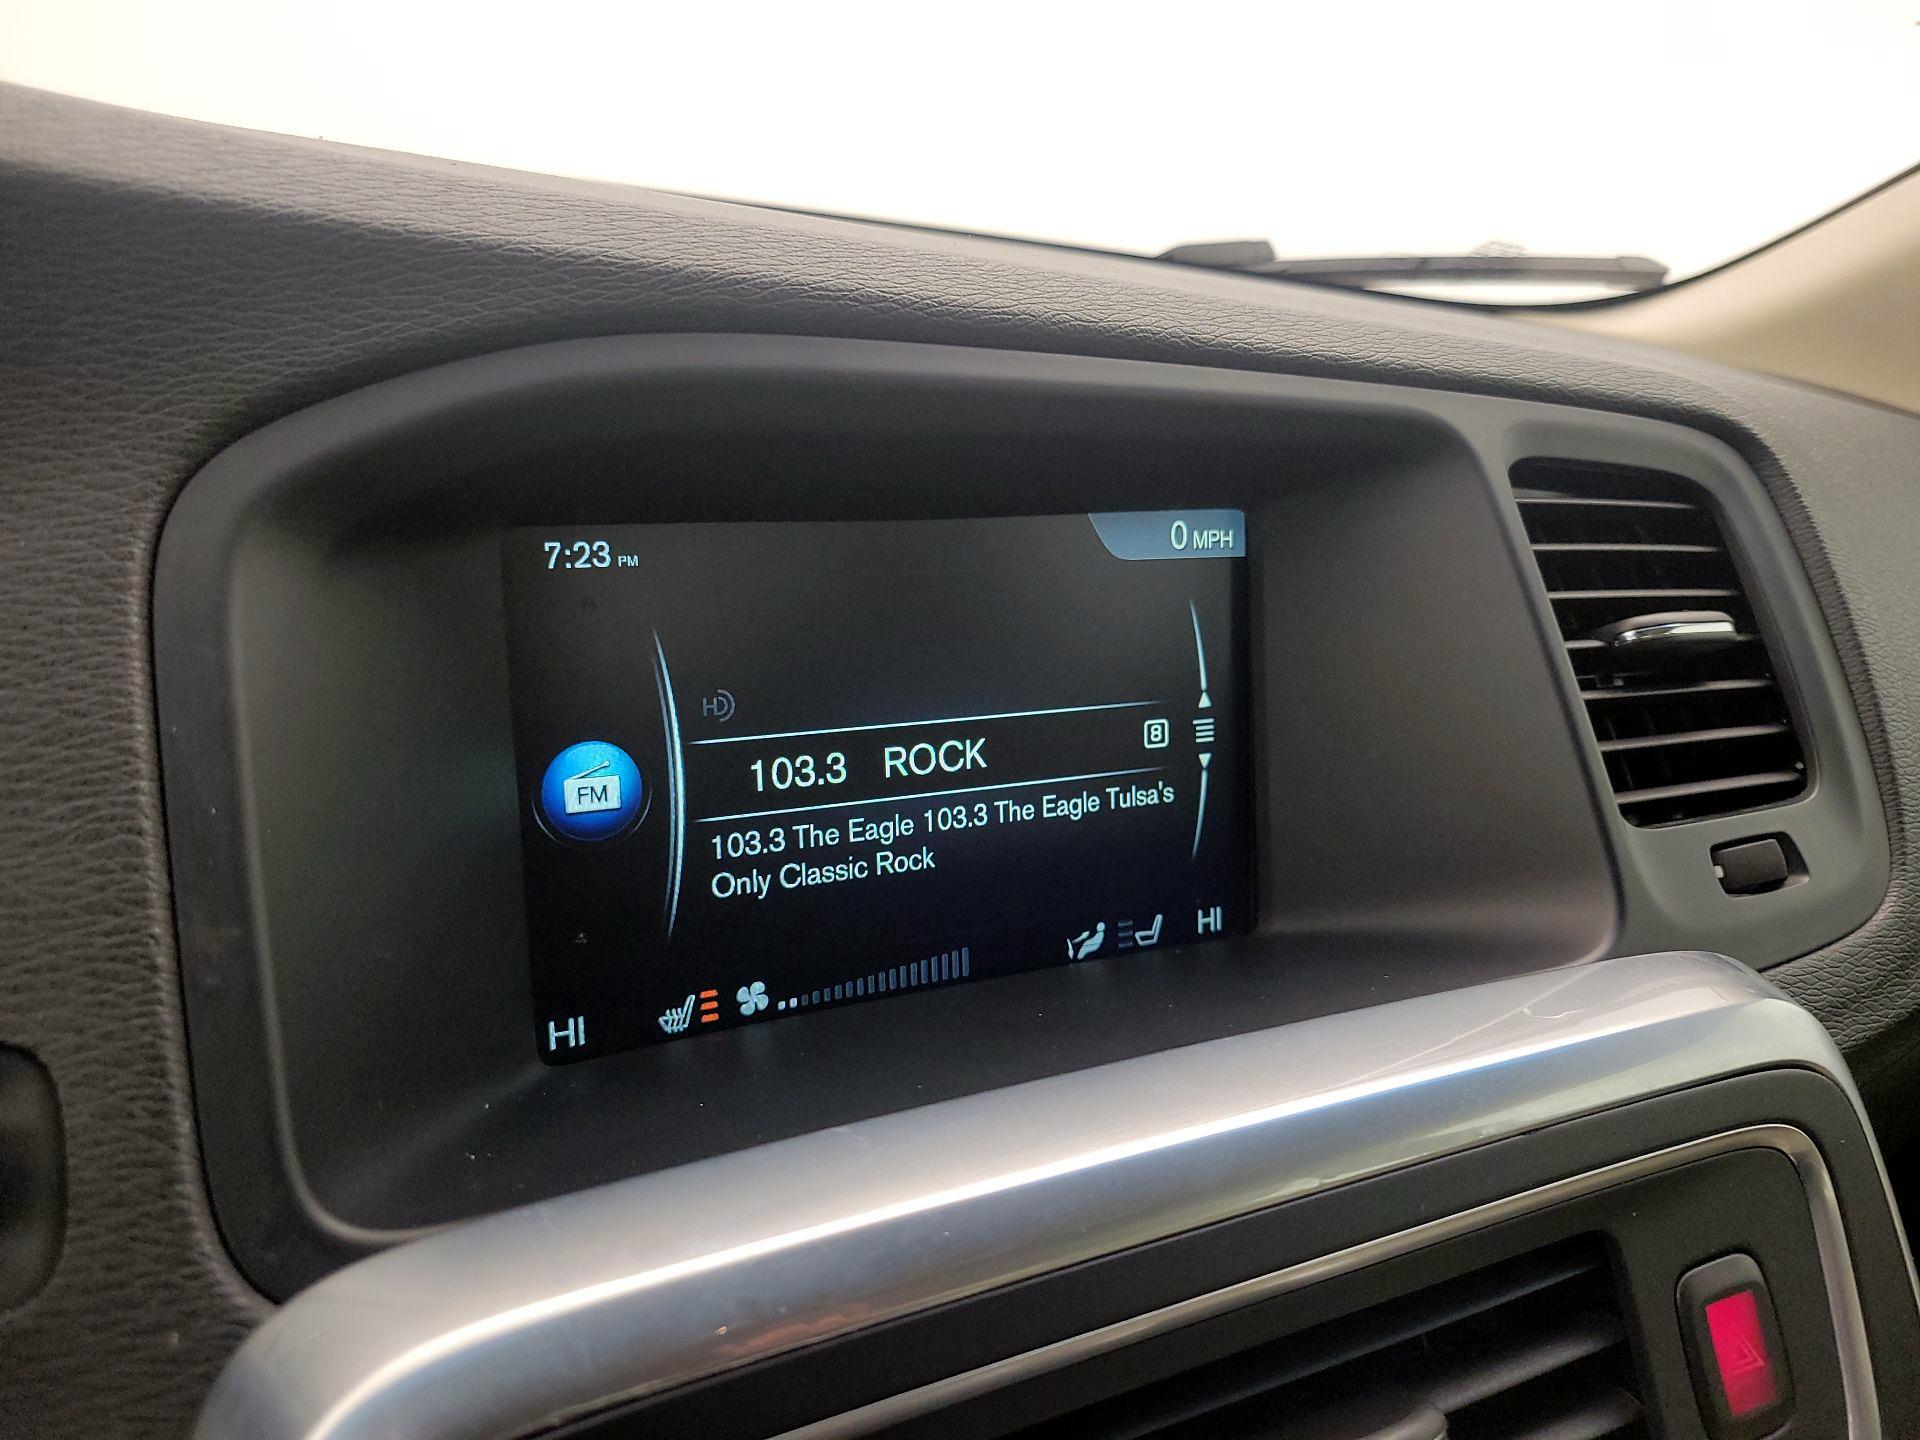 7:23 PM
0 MPH
HD
103.3 ROCK 8
FM
103.3 The Eagle 103.3 The Eagle Tulsa's
Only Classic Rock
HI
HI